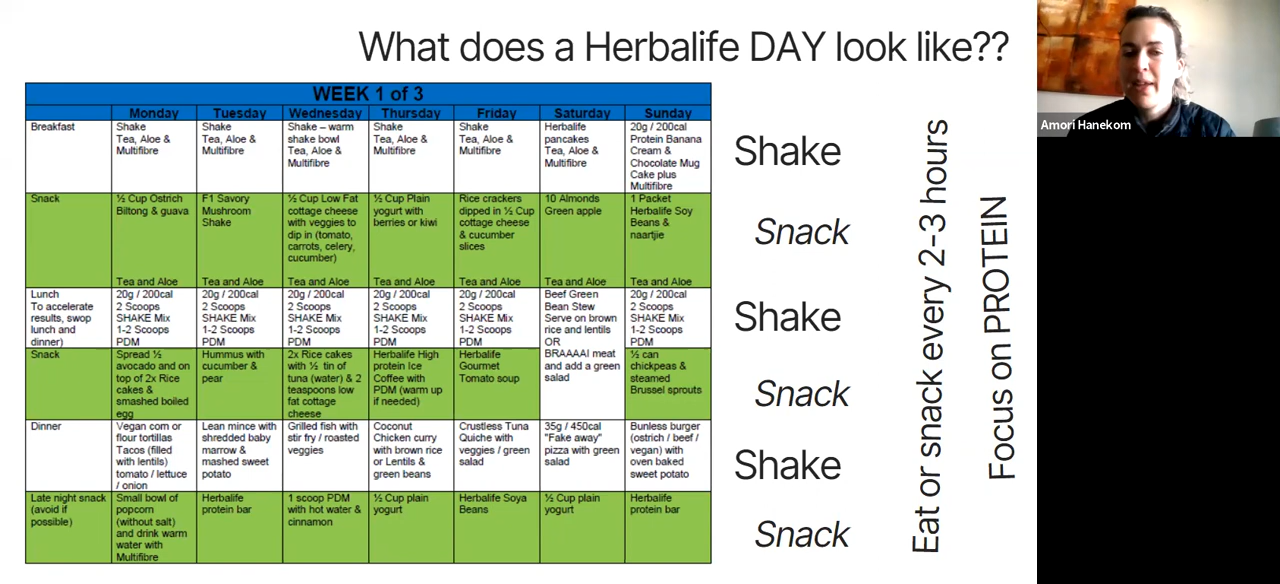 What does a Herbalife DAY look like??
Amori Hanekom
WEEK 1 of 3
Monday Tuesday Wednesday Thursday Friday Saturday Sunday
Breakfast
Shake
Tea, Aloe &
Multifibre
Shake
Tea, Aloe &
Multifibre
Shake – warm
shake bowl
Tea, Aloe &
Multifibre
Shake
Tea, Aloe &
Multifibre
Shake
Tea, Aloe &
Multifibre
Herbalife
pancakes
Tea, Aloe &
Multifibre
20g / 200cal
Protein Banana
Cream &
Chocolate Mug
Cake plus
Multifibre
Snack
½ Cup Ostrich
Biltong & guava
Tea and Aloe
F1 Savory
Mushroom
Shake
Tea and Aloe
½ Cup Low Fat
cottage cheese
with veggies to
dip in (tomato,
carrots, celery,
cucumber)
Tea and Aloe
½ Cup Plain
yogurt with
berries or kiwi
Tea and Aloe
Rice crackers
dipped in ½ Cup
cottage cheese
& cucumber
slices
Tea and Aloe
10 Almonds
Green apple
Tea and Aloe
1 Packet
Herbalife Soy
Beans &
naartjie
Tea and Aloe
Lunch
To accelerate
results, swop
lunch and
dinner)
20g / 200cal
2 Scoops
SHAKE Mix
1-2 Scoops
PDM
20g / 200cal
2 Scoops
SHAKE Mix
1-2 Scoops
PDM
20g / 200cal
2 Scoops
SHAKE Mix
1-2 Scoops
PDM
20g / 200cal
2 Scoops
SHAKE Mix
1-2 Scoops
PDM
20g / 200cal
2 Scoops
SHAKE Mix
1-2 Scoops
PDM
Beef Green
Bean Stew
Serve on brown
rice and lentils
OR
BRAAAAI meat
and add a green
salad
20g / 200cal
2 Scoops
SHAKE Mix
1-2 Scoops
PDM
Snack
Spread ½
avocado and on
top of 2x Rice
cakes &
smashed boiled
egg
Hummus with
cucumber &
pear
2x Rice cakes
with ½ tin of
tuna (water) & 2
teaspoons low
fat cottage
cheese
Herbalife High
protein Ice
Coffee with
PDM (warm up
if needed)
Herbalife
Gourmet
Tomato soup
½ can
chickpeas &
steamed
Brussel sprouts
Dinner
Vegan corn or
flour tortillas
Tacos (filled
with lentils)
tomato / lettuce
/ onion
Lean mince with
shredded baby
marrow &
mashed sweet
potato
Grilled fish with
stir fry / roasted
veggies
Coconut
Chicken curry
with brown rice
or Lentils &
green beans
Crustless Tuna
Quiche with
veggies / green
salad
35g / 450cal
"Fake away"
pizza with green
salad
Bunless burger
(ostrich / beef /
vegan) with
oven baked
sweet potato
Late night snack
(avoid if
possible)
Small bowl of
popcorn
(without salt)
and drink warm
water with
Multifibre
Herbalife
protein bar
1 scoop PDM
with hot water &
cinnamon
½ Cup plain
yogurt
Herbalife Soya
Beans
½ Cup plain
yogurt
Herbalife
protein bar
Shake
Snack
Shake
Snack
Shake
Snack
Eat or snack every 2-3 hours
Focus on PROTEIN